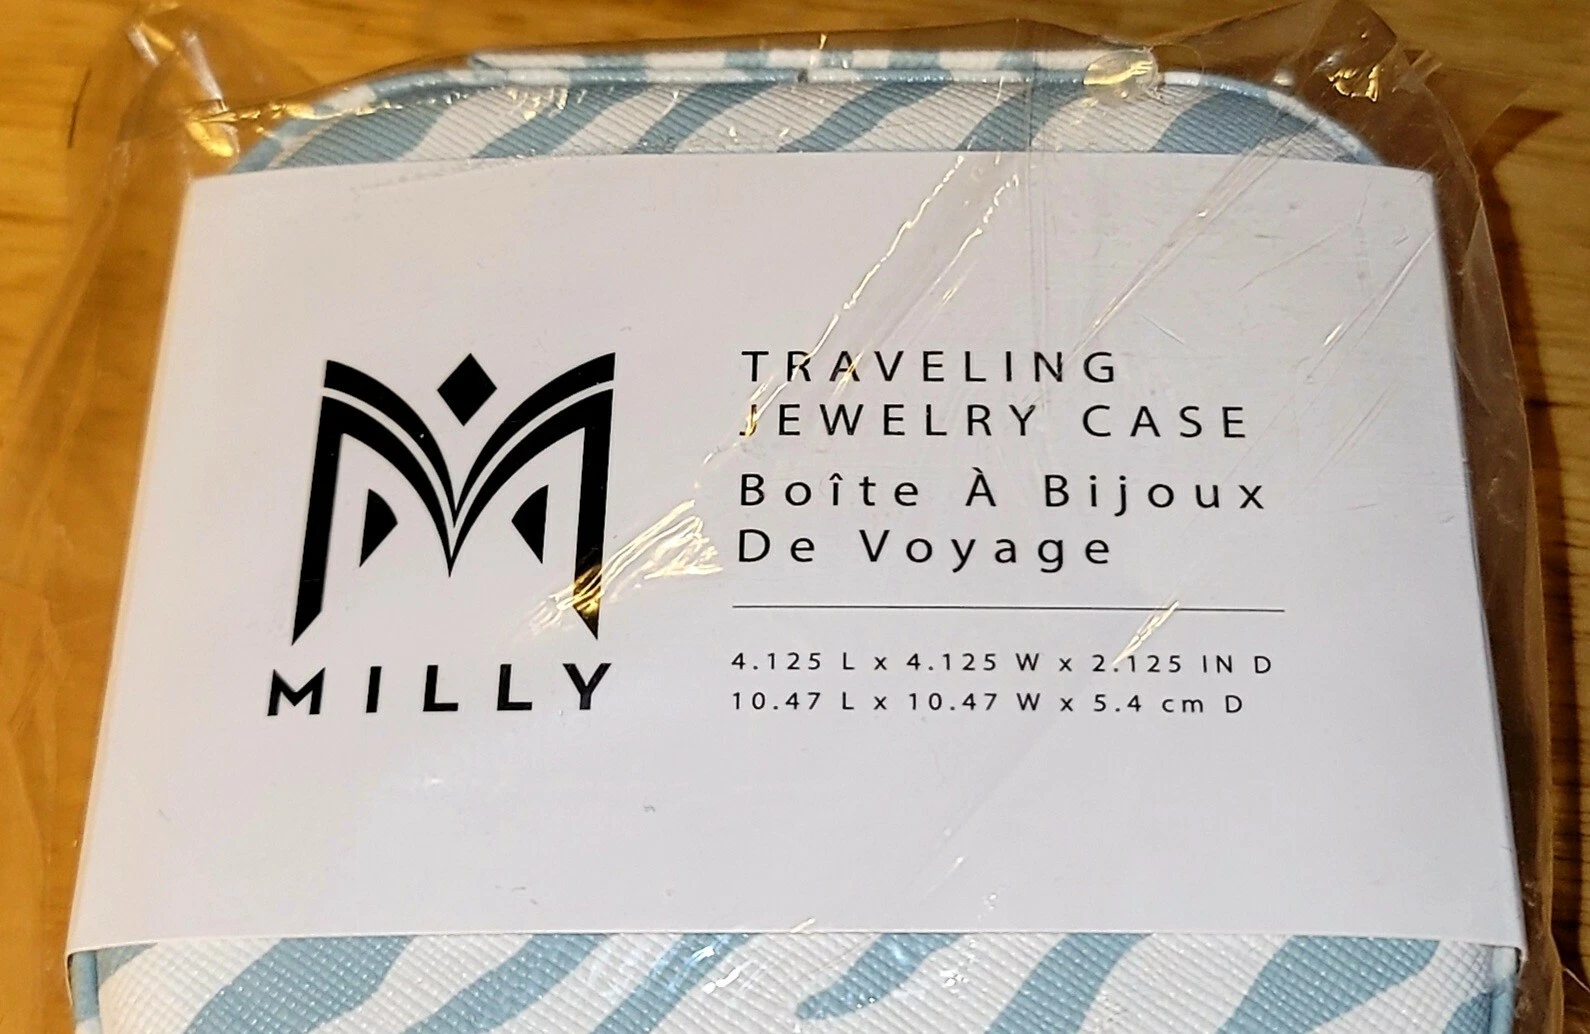 MILLY
TRAVELING
JEWELRY CASE
Boîte À Bijoux
De Voyage
4.125 L x 4.125 W x 2.125 IN D
10.47 L x 10.47 W x 5.4 cm D